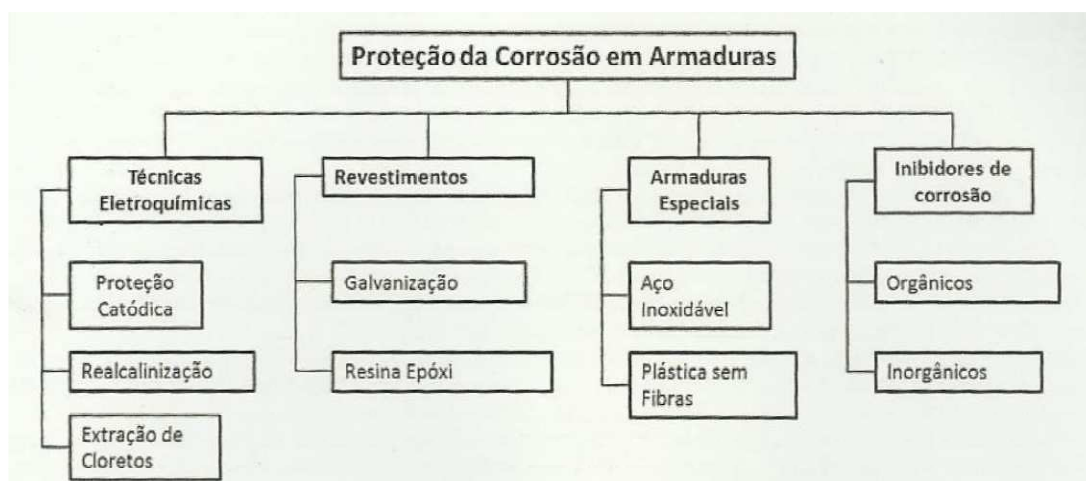 Proteção da Corrosão em Armaduras
Técnicas
Eletroquímicas
Proteção
Catódica
Realcalinização
Extração de
Cloretos
Revestimentos
Galvanização
Resina Epóxi
Armaduras
Especiais
Aço
Inoxidável
Plástica sem
Fibras
Inibidores de
corrosão
Orgânicos
Inorgânicos